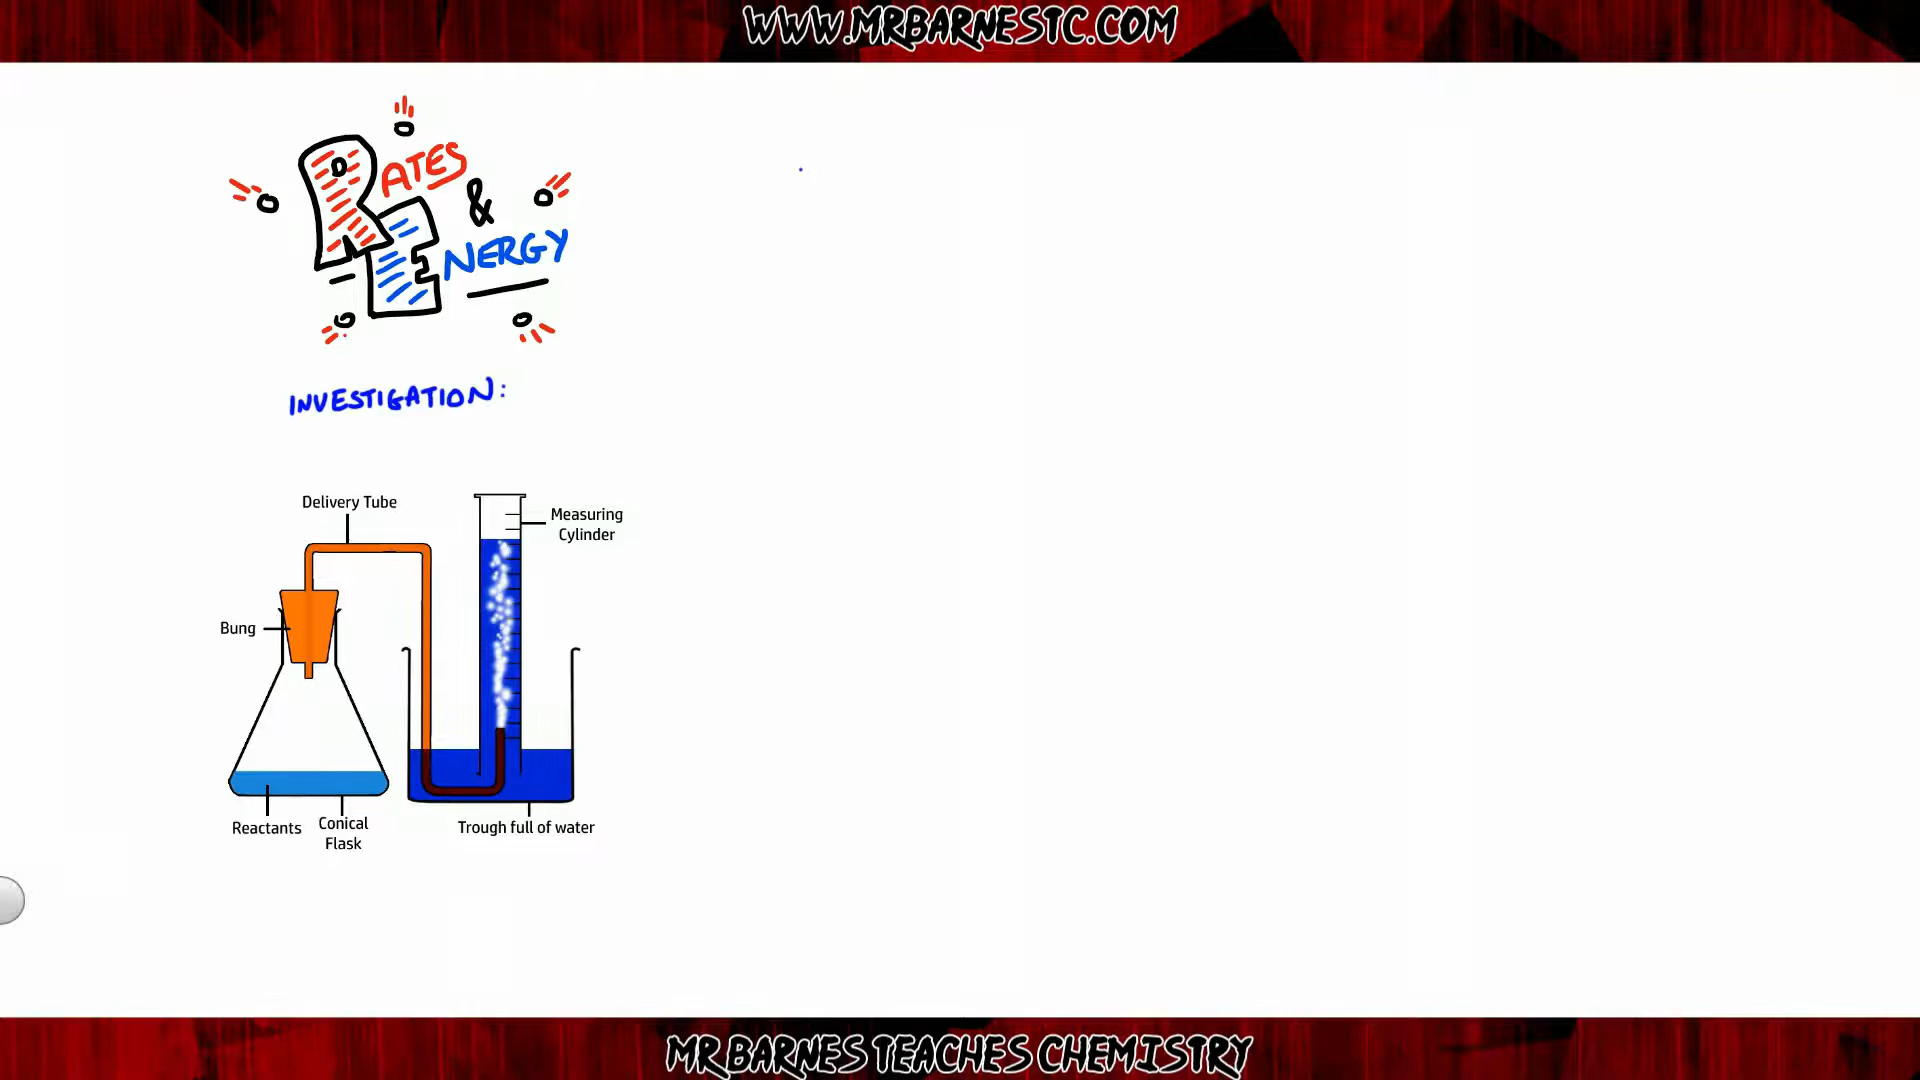 WWW.MRBARNESTC.COM
RATES
&
ENERGY
INVESTIGATION:
Delivery Tube
Measuring
Cylinder
Bung
Reactants
Conical
Flask
Trough full of water
MR BARNES TEACHES CHEMISTRY